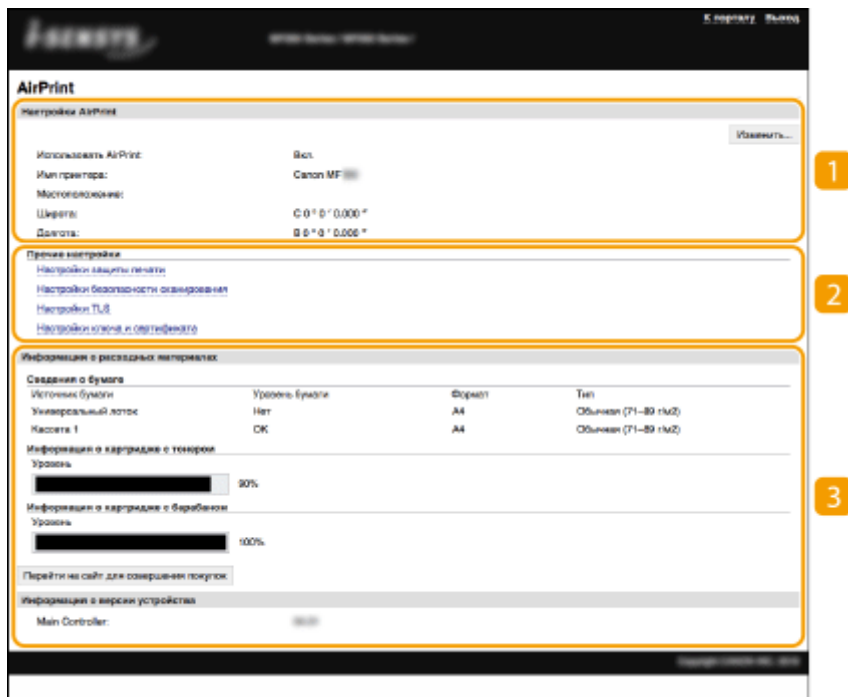 К порталу Выход
i-SENSYS
AirPrint
Настройки AirPrint
Изменить...
1
Использовать AirPrint: Вкл.
Имя принтера: Canon MF
Местоположение:
Широта: С 0 ° 0 ' 0.000 "
Долгота: В 0 ° 0 ' 0.000 "
Прочие настройки
Настройки защиты печати
Настройки безопасности сканирования
2
Настройки TLS
Настройки ключа и сертификата
Информация о расходных материалах
Сведения о бумаге
Источник бумаги Уровень бумаги Формат Тип
Универсальный лоток Нет A4 Обычная (71–89 г/м2)
Кассета 1 OK A4 Обычная (71–89 г/м2)
Информация о картридже с тонером
Уровень
90%
3
Информация о картридже с барабаном
Уровень
100%
Перейти на сайт для совершения покупок
Информация о версии устройства
Main Controller: